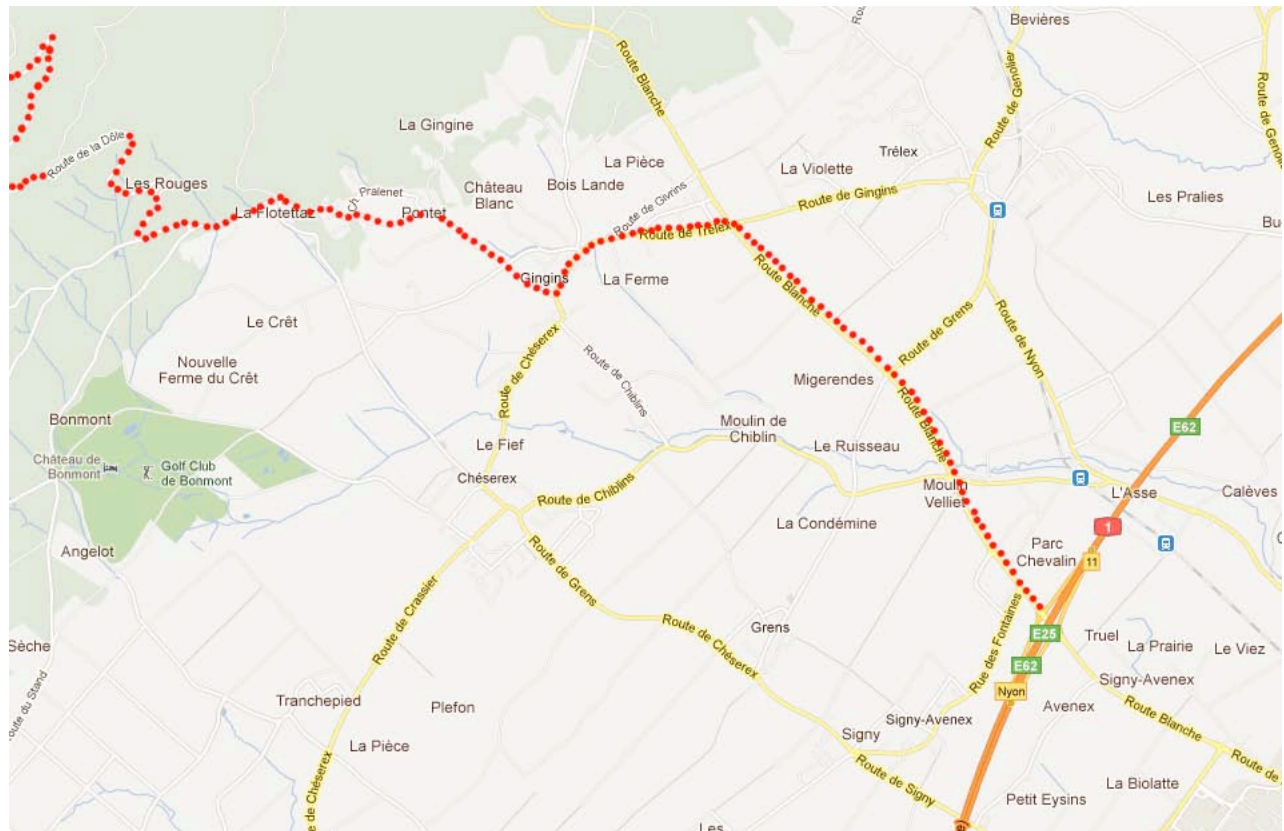 Bevières
Route Blanche
Route de Genolier
Route de Genolier
La Gingine
Route de la Dôle
La Pièce
La Violette
Trélex
Château
Blanc
Bois Lande
Les Rouges
Ch. Pralenet
Route de Givrins
Route de Gingins
Les Pralies
La Flotettaz
Pontet
Route de Trélex
Gingins
La Ferme
Route Blanche
Le Crêt
Route de Chéserex
Route de Chiblins
Route de Grens
Route de Nyon
Nouvelle
Ferme du Crêt
Migerendes
Bonmont
Moulin de
Chiblin
Route Blanche
E62
Le Fief
Le Ruisseau
Château de
Bonmont
Golf Club
de Bonmont
Chéserex
Moulin
Velliet
L'Asse
Calèves
Route de Chiblins
La Condémine
1
Angelot
Parc
Chevalin
11
Route de Grens
Route de Crassier
Grens
Rue des Fontaines
E25
Truel
Sèche
Route de Chéserex
La Prairie
Le Viez
E62
Signy-Avenex
Tranchepied
Plefon
Nyon
Avenex
Signy-Avenex
Route du Stand
La Pièce
Signy
Route Blanche
Route de Signy
La Biolatte
Petit Eysins
Les